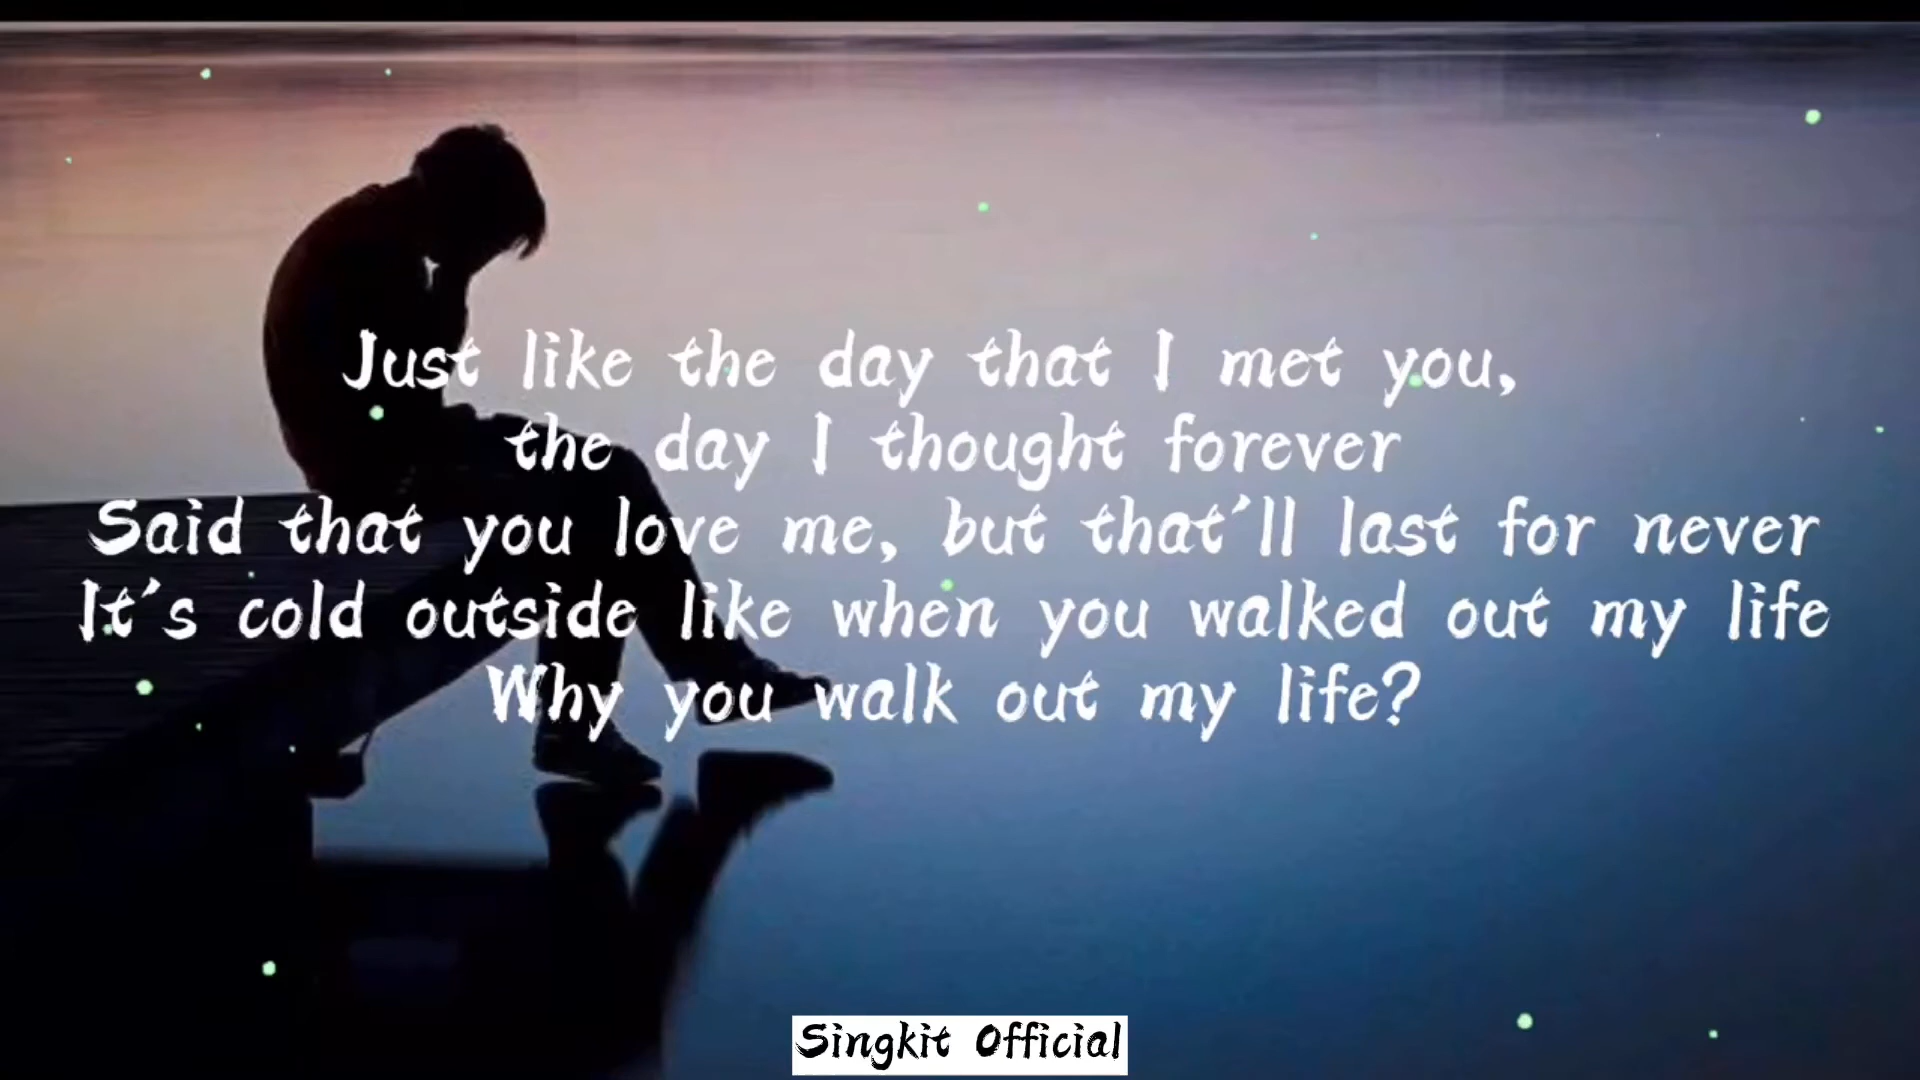 Just like the day that I met you,
the day I thought forever
Said that you love me, but that'll last for never
It's cold outside like when you walked out my life
Why you walk out my life?
Singkit Official